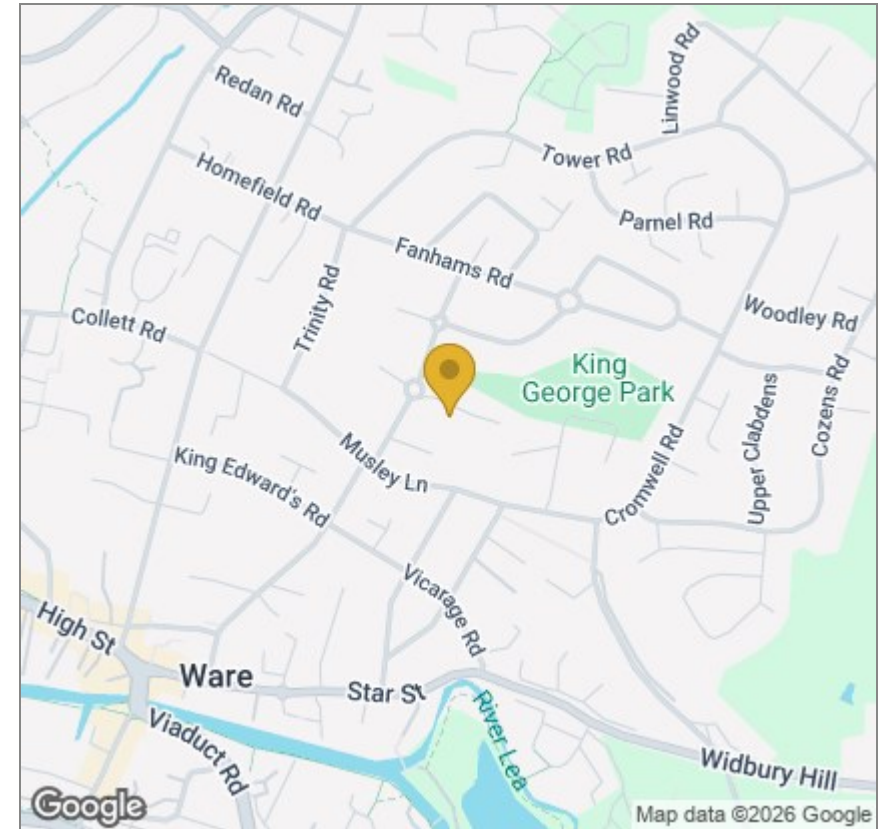 Redan Rd
Linwood Rd
Tower Rd
Homefield Rd
Parnel Rd
Fanhams Rd
Trinity Rd
Woodley Rd
Collett Rd
King
George Park
Upper Clabdens
Cozens Rd
Musley Ln
King Edward's Rd
Cromwell Rd
Vicarage Rd
High St
Ware
Star St
River Lea
Viaduct Rd
Widbury Hill
Google
Map data ©2026 Google